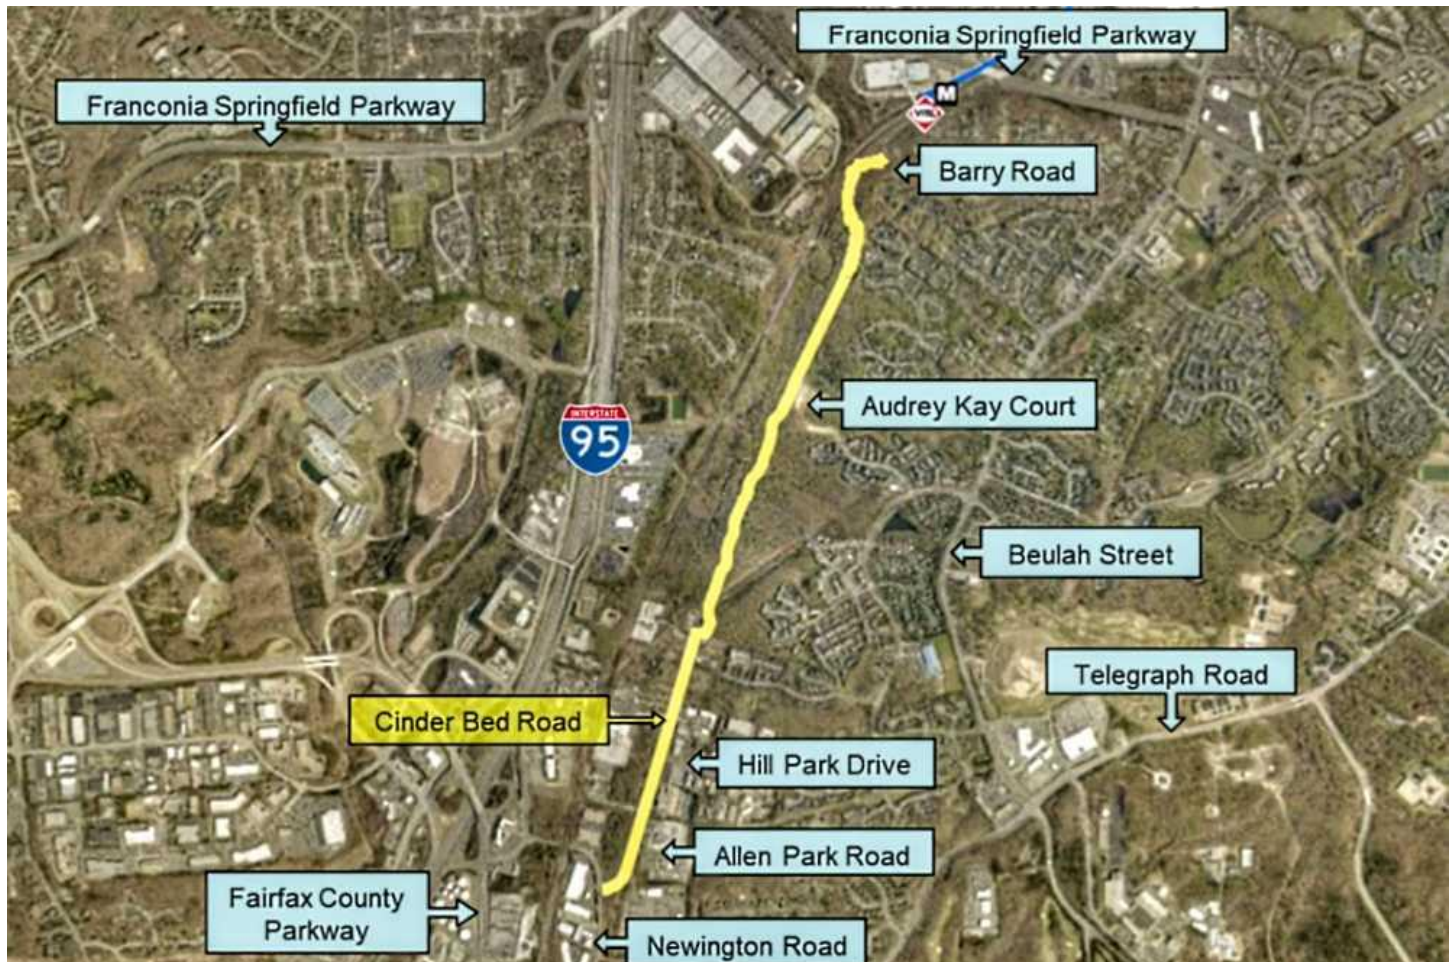 Franconia Springfield Parkway
Franconia Springfield Parkway
M
VRE
Barry Road
Audrey Kay Court
INTERSTATE
95
Beulah Street
Telegraph Road
Cinder Bed Road
Hill Park Drive
Allen Park Road
Fairfax County
Parkway
Newington Road